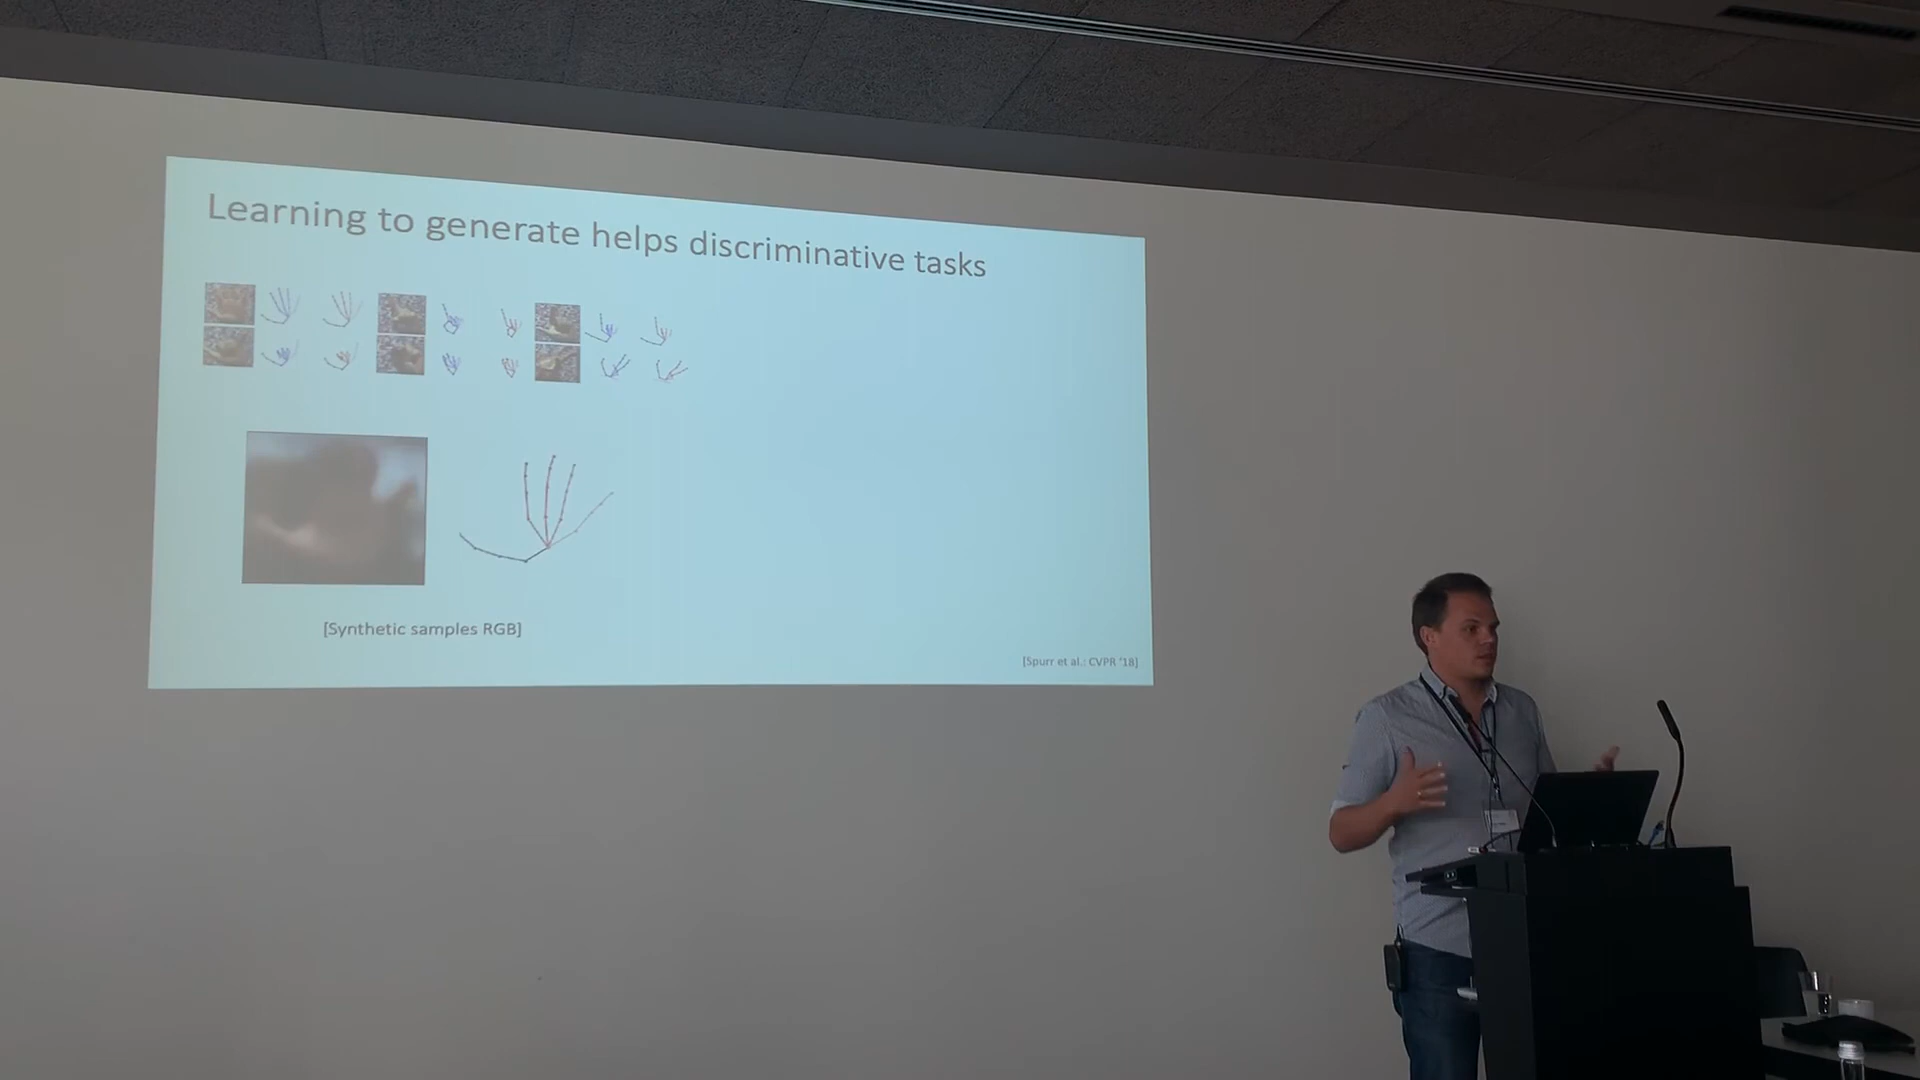 Learning to generate helps discriminative tasks
[Synthetic samples RGB]
[Spurr et al.: CVPR '18]